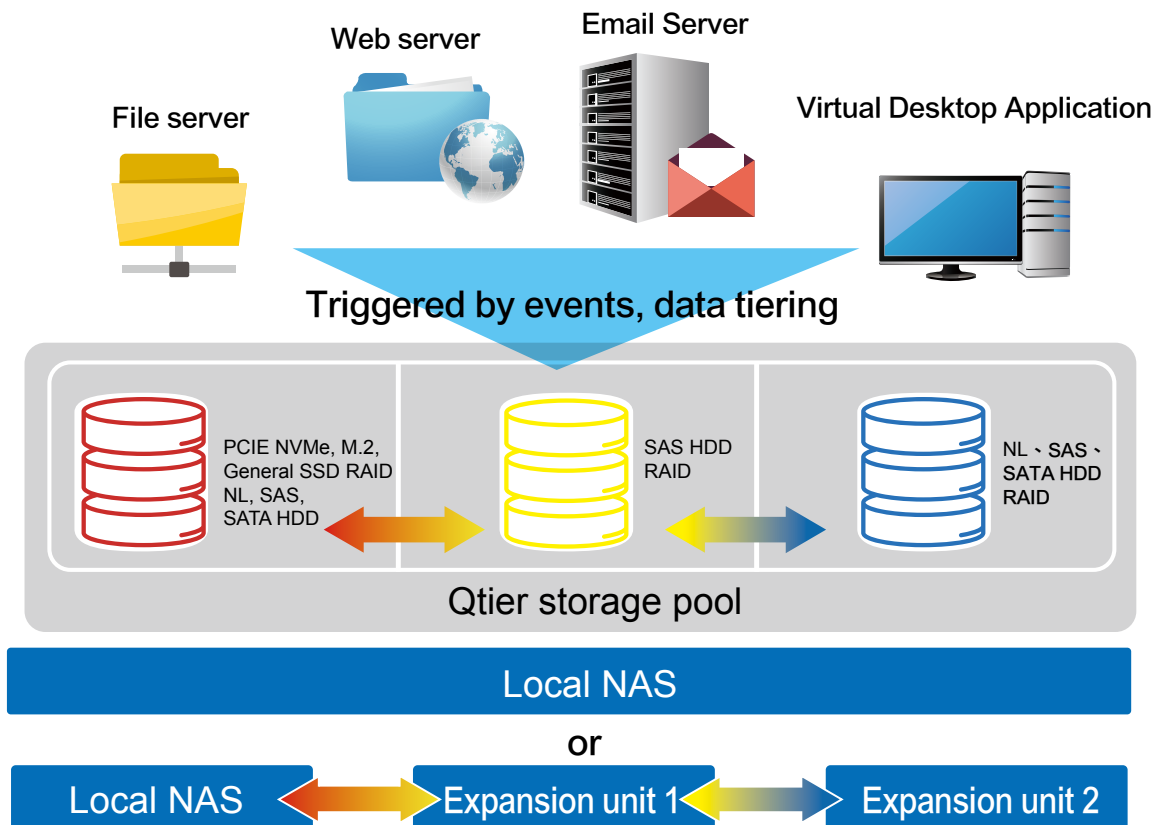 Web server
Email Server
File server
Virtual Desktop Application
Triggered by events, data tiering
PCIE NVMe, M.2,
General SSD RAID
NL, SAS,
SATA HDD
SAS HDD
RAID
NL、SAS、
SATA HDD
RAID
Qtier storage pool
Local NAS
or
Local NAS
Expansion unit 1
Expansion unit 2